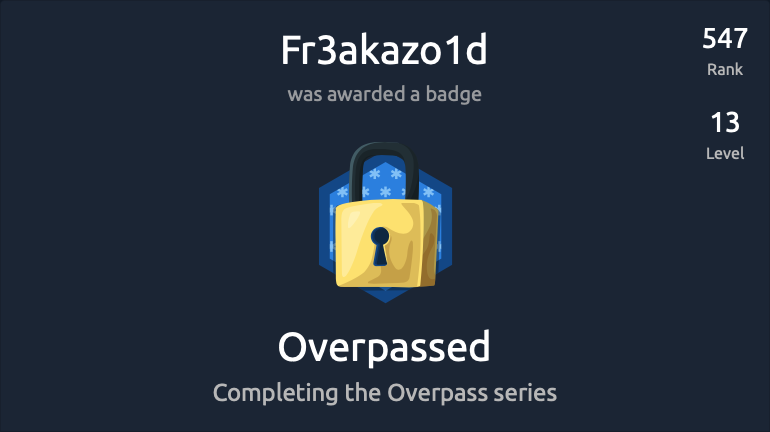 Fr3akazo1d
was awarded a badge
547
Rank
13
Level
Overpassed
Completing the Overpass series